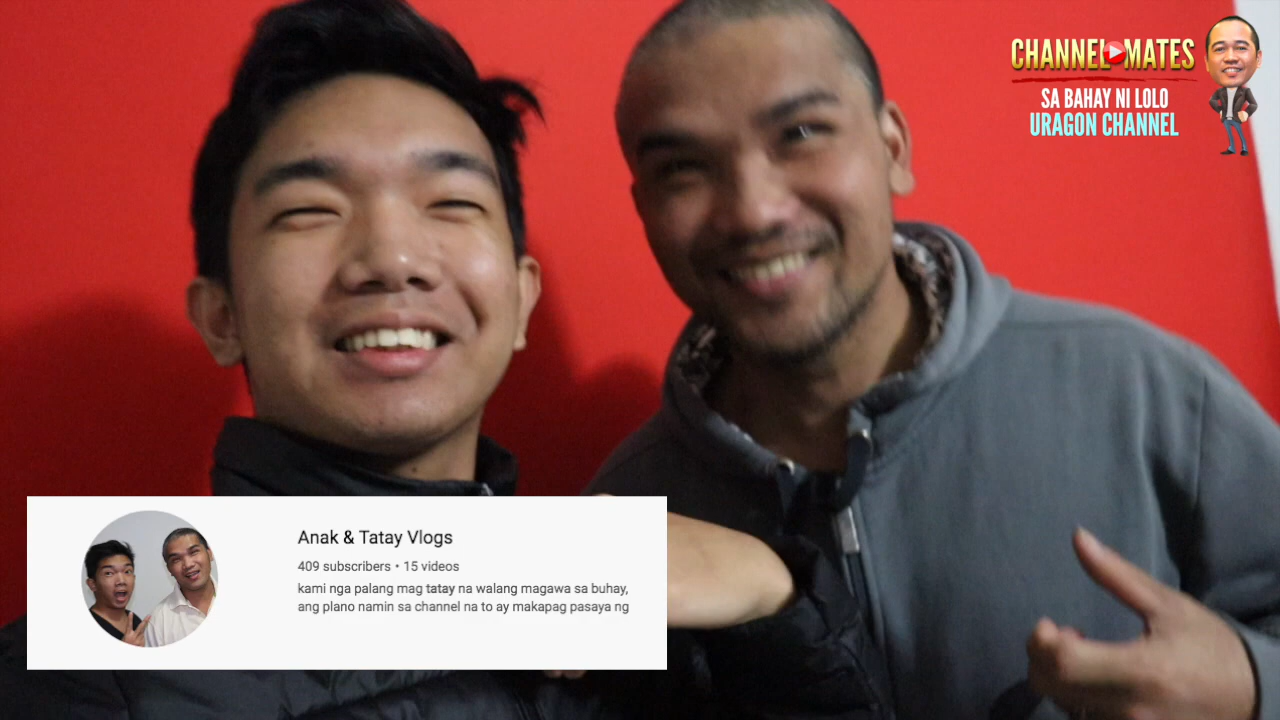 CHANNEL MATES
SA BAHAY NI LOLO
URAGON CHANNEL
Anak & Tatay Vlogs
409 subscribers • 15 videos
kami nga palang mag tatay na walang magawa sa buhay,
ang plano namin sa channel na to ay makapag pasaya ng